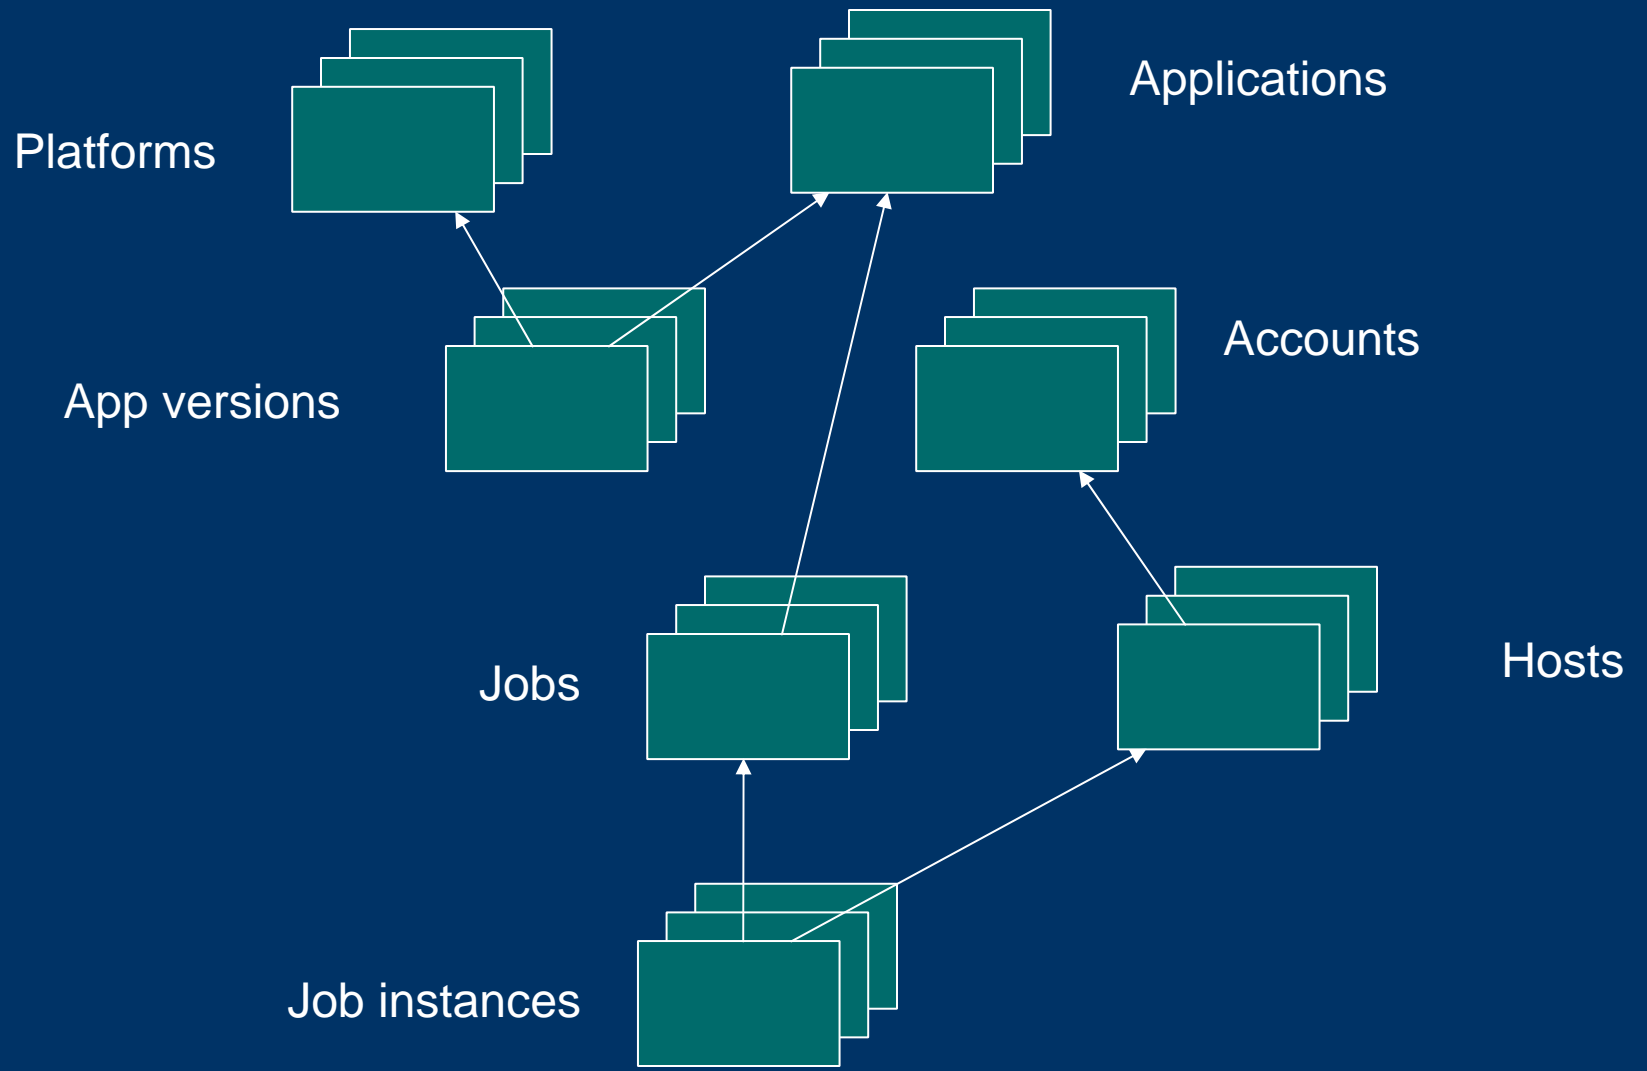 Applications
Platforms
Accounts
App versions
Hosts
Jobs
Job instances